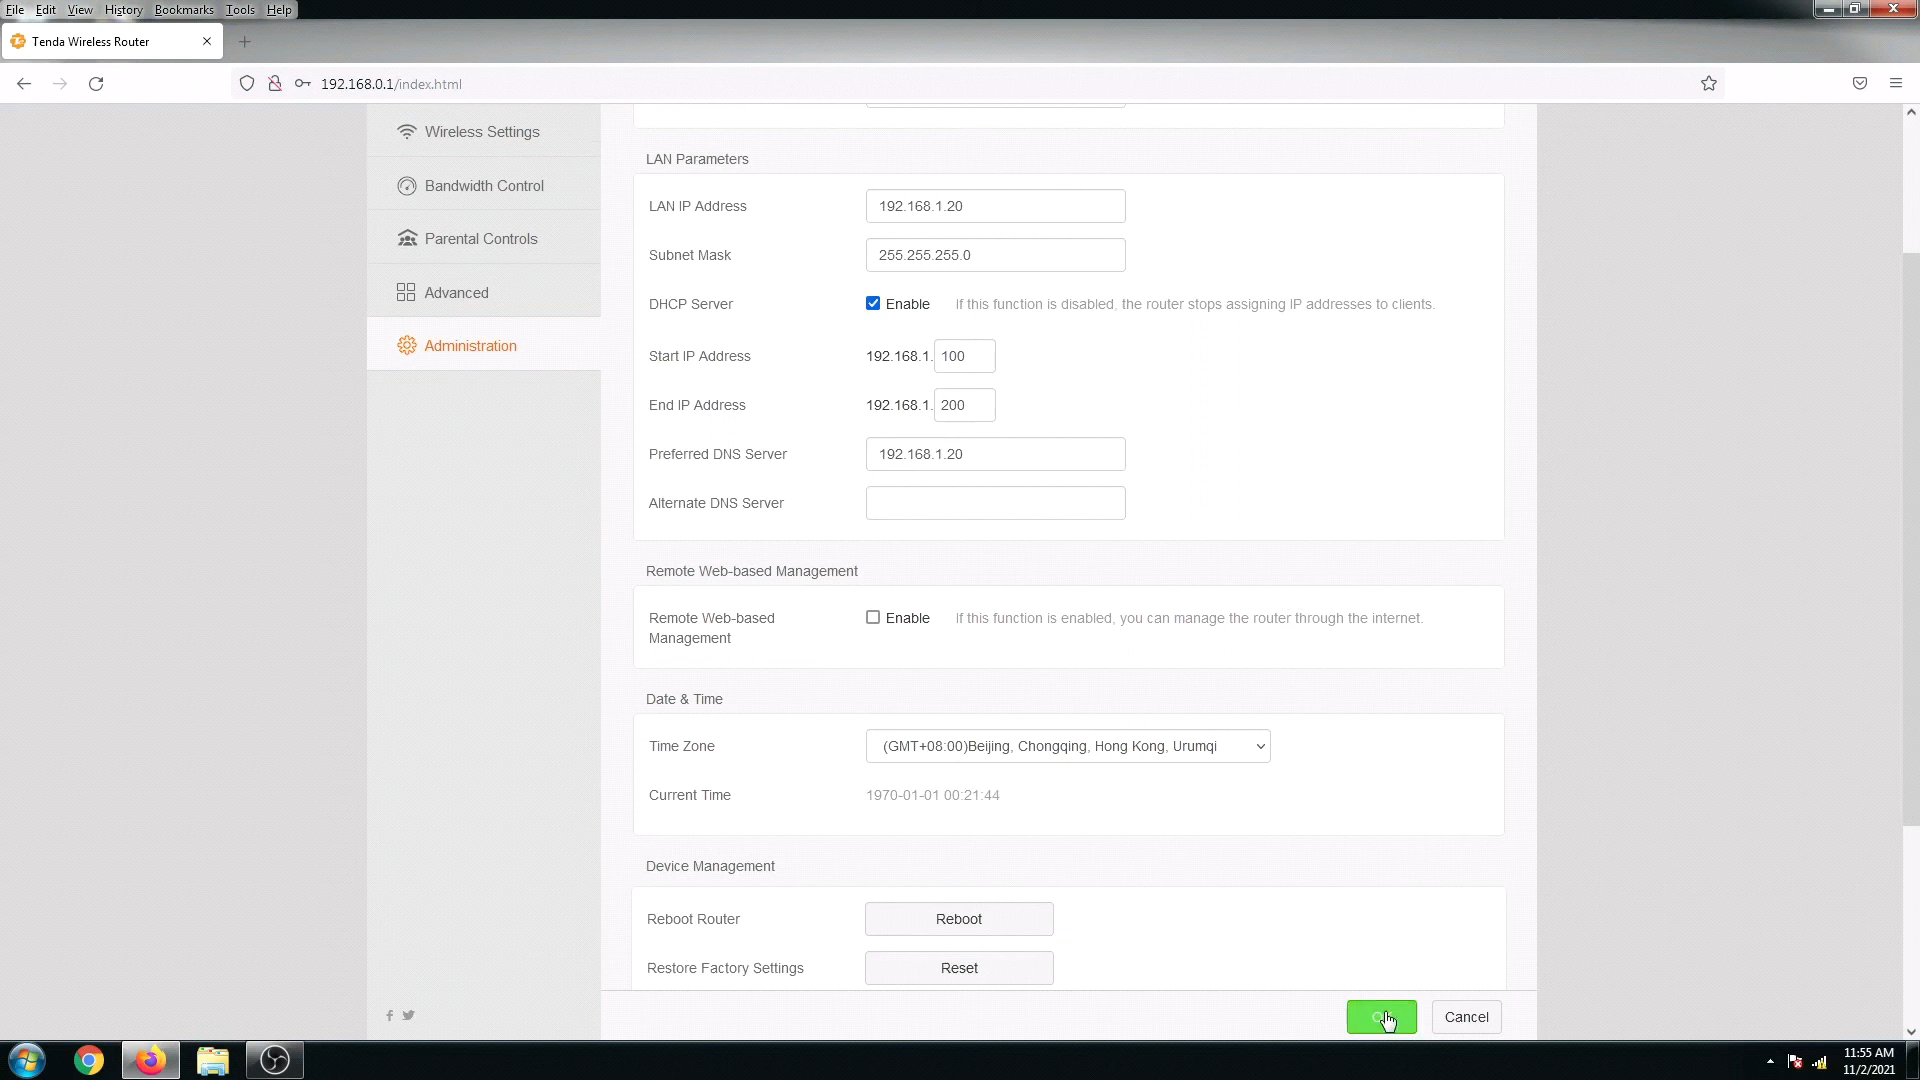 File Edit View History Bookmarks Tools Help
Tenda Wireless Router
192.168.0.1/index.html
Wireless Settings
Bandwidth Control
Parental Controls
Advanced
Administration
LAN Parameters
LAN IP Address 192.168.1.20
Subnet Mask 255.255.255.0
DHCP Server Enable If this function is disabled, the router stops assigning IP addresses to clients.
Start IP Address 192.168.1. 100
End IP Address 192.168.1. 200
Preferred DNS Server 192.168.1.20
Alternate DNS Server
Remote Web-based Management
Remote Web-based Management Enable If this function is enabled, you can manage the router through the internet.
Date & Time
Time Zone (GMT+08:00)Beijing, Chongqing, Hong Kong, Urumqi
Current Time 1970-01-01 00:21:44
Device Management
Reboot Router Reboot
Restore Factory Settings Reset
Cancel
11:55 AM
11/2/2021